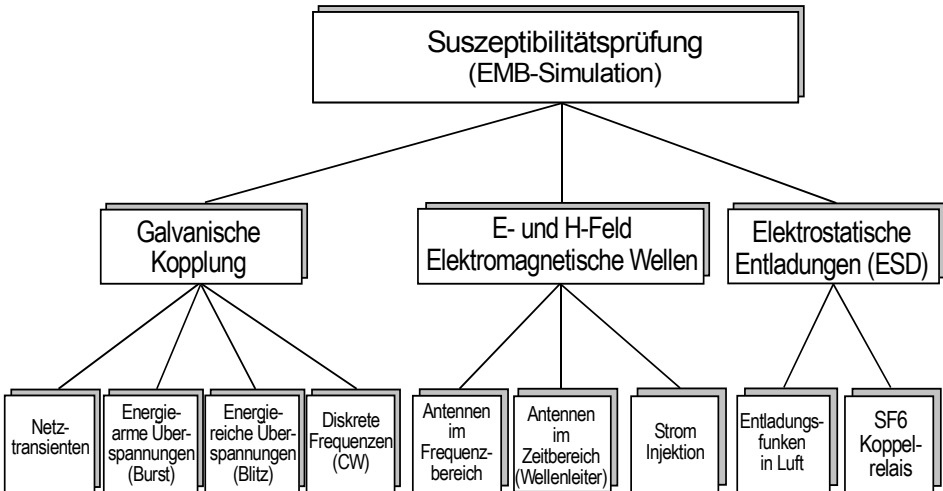 Suszeptibilitätsprüfung
(EMB-Simulation)
Galvanische
Kopplung
E- und H-Feld
Elektromagnetische Wellen
Elektrostatische
Entladungen (ESD)
Netz-
transienten
Energie-
arme Über-
spannungen
(Burst)
Energie-
reiche Über-
spannungen
(Blitz)
Diskrete
Frequenzen
(CW)
Antennen
im
Frequenz-
bereich
Antennen
im
Zeitbereich
(Wellenleiter)
Strom
Injektion
Entladungs-
funken
in Luft
SF6
Koppel-
relais